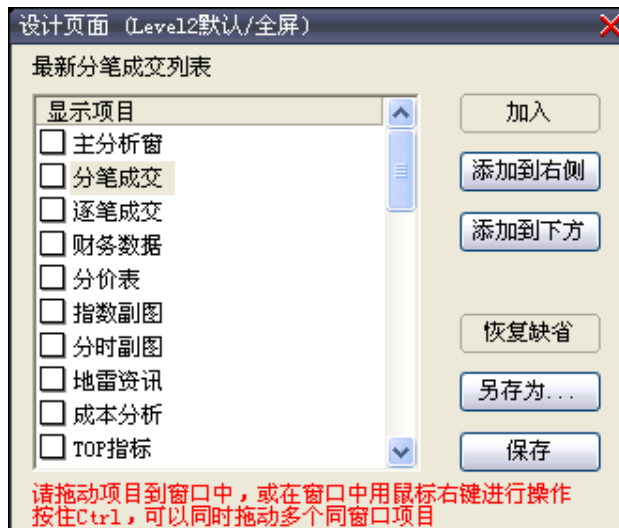 设计页面 (Level2默认/全屏)
最新分笔成交列表
显示项目
主分析窗
分笔成交
逐笔成交
财务数据
分价表
指数副图
分时副图
地雷资讯
成本分析
TOP指标
加入
添加到右侧
添加到下方
恢复缺省
另存为...
保存
请拖动项目到窗口中，或在窗口中用鼠标右键进行操作
按住Ctrl，可以同时拖动多个同窗口项目